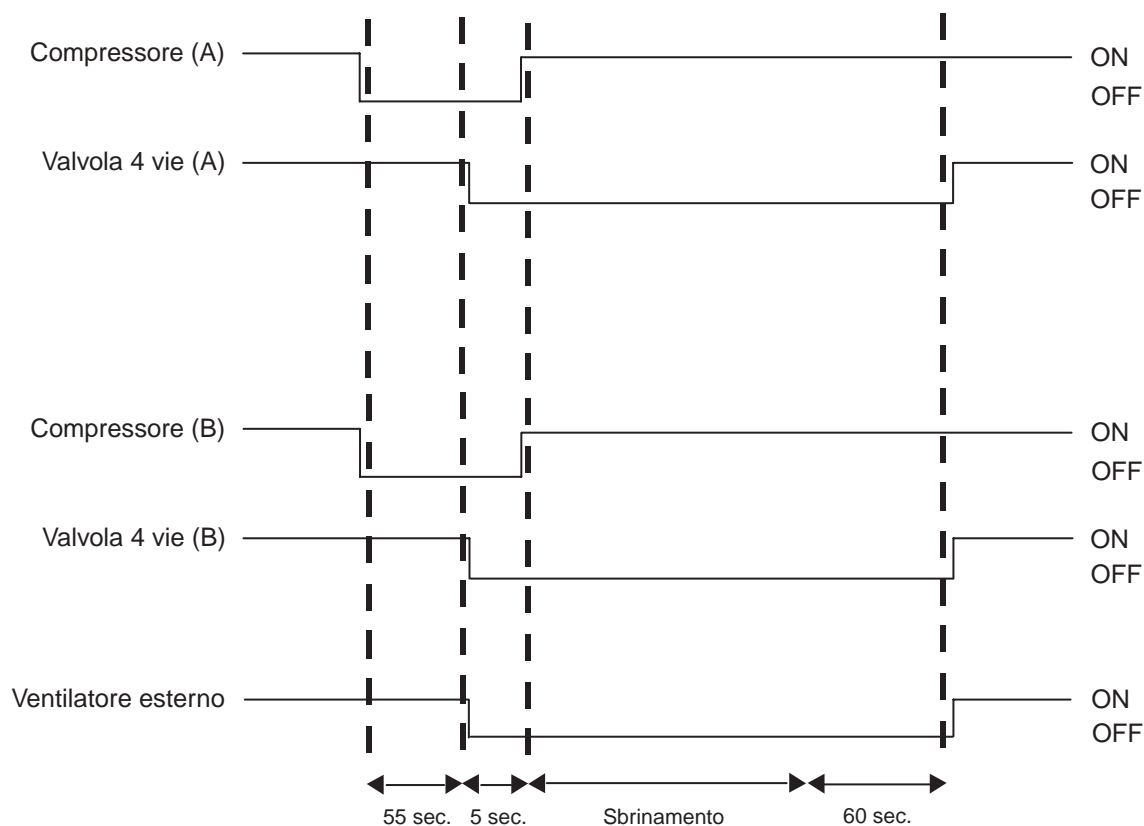 Compressore (A)
ON
OFF
Valvola 4 vie (A)
ON
OFF
Compressore (B)
ON
OFF
Valvola 4 vie (B)
ON
OFF
Ventilatore esterno
ON
OFF
55 sec. 5 sec. Sbrinamento 60 sec.